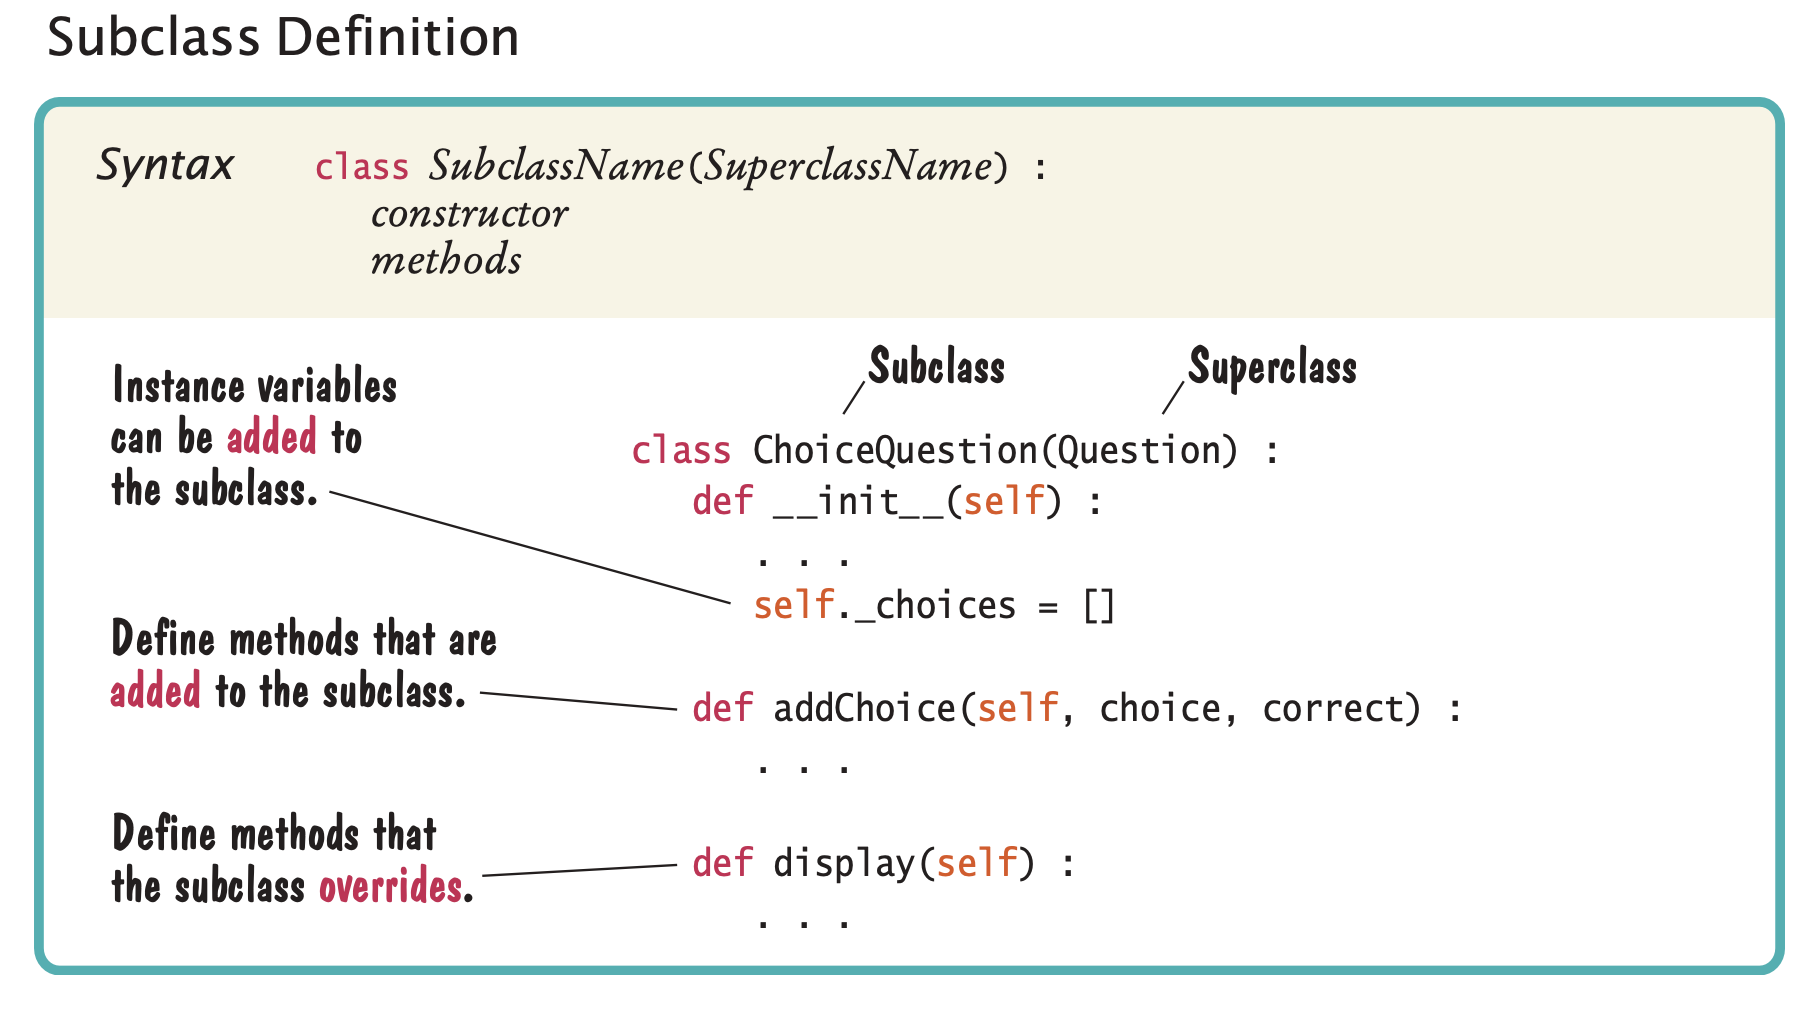 Subclass Definition
Syntax class SubclassName(SuperclassName) :
constructor
methods
Instance variables
can be added to
the subclass.
Subclass Superclass
class ChoiceQuestion(Question) :
def __init__(self) :
. . .
self._choices = []
Define methods that are
added to the subclass.
def addChoice(self, choice, correct) :
. . .
Define methods that
the subclass overrides.
def display(self) :
. . .